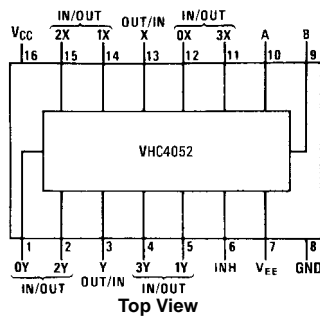 IN/OUT OUT/IN IN/OUT
VCC 2X 1X X 0X 3X A B
16 15 14 13 12 11 10 9
VHC4052
1 2 3 4 5 6 7 8
0Y 2Y Y 3Y 1Y INH VEE GND
IN/OUT OUT/IN IN/OUT
Top View